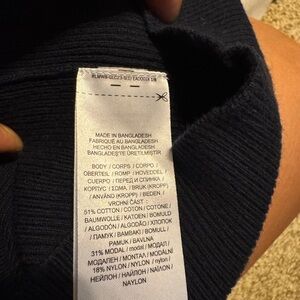 MADE IN BANGLADESH
FABRIQUÉ AU BANGLADESH
HECHO EN BANGLADESH
BANGLADEŞ'TE ÜRETİLMİŞTİR
BODY / CORPS / CORPO /
OBERTEIL / ROMP / HOVEDDEL /
CUERPO / ПЕРЕД И СПИНКА /
КОРПУС / ΣΩΜΑ / BRUK (KROPP)
/ ANVÄND (KROPP) / BEDEN /
VRCHNÍ ČÁST :
51% COTTON / COTON / COTONE /
BAUMWOLLE / KATOEN / BOMULD
/ ALGODÓN / ALGODÃO / ХЛОПОК
/ ПАМУК / ΒΑΜΒΑΚΙ / BOMULL /
PAMUK / BAVLNA
31% MODAL / modal / MODAL /
МОДАЛЕН / ΜΟΝΤΑΛ / MODÁLNÍ
18% NYLON / NYLON / nylon /
НЕЙЛОН / НАЙЛОН / ΝΑΪΛΟΝ /
NAYLON